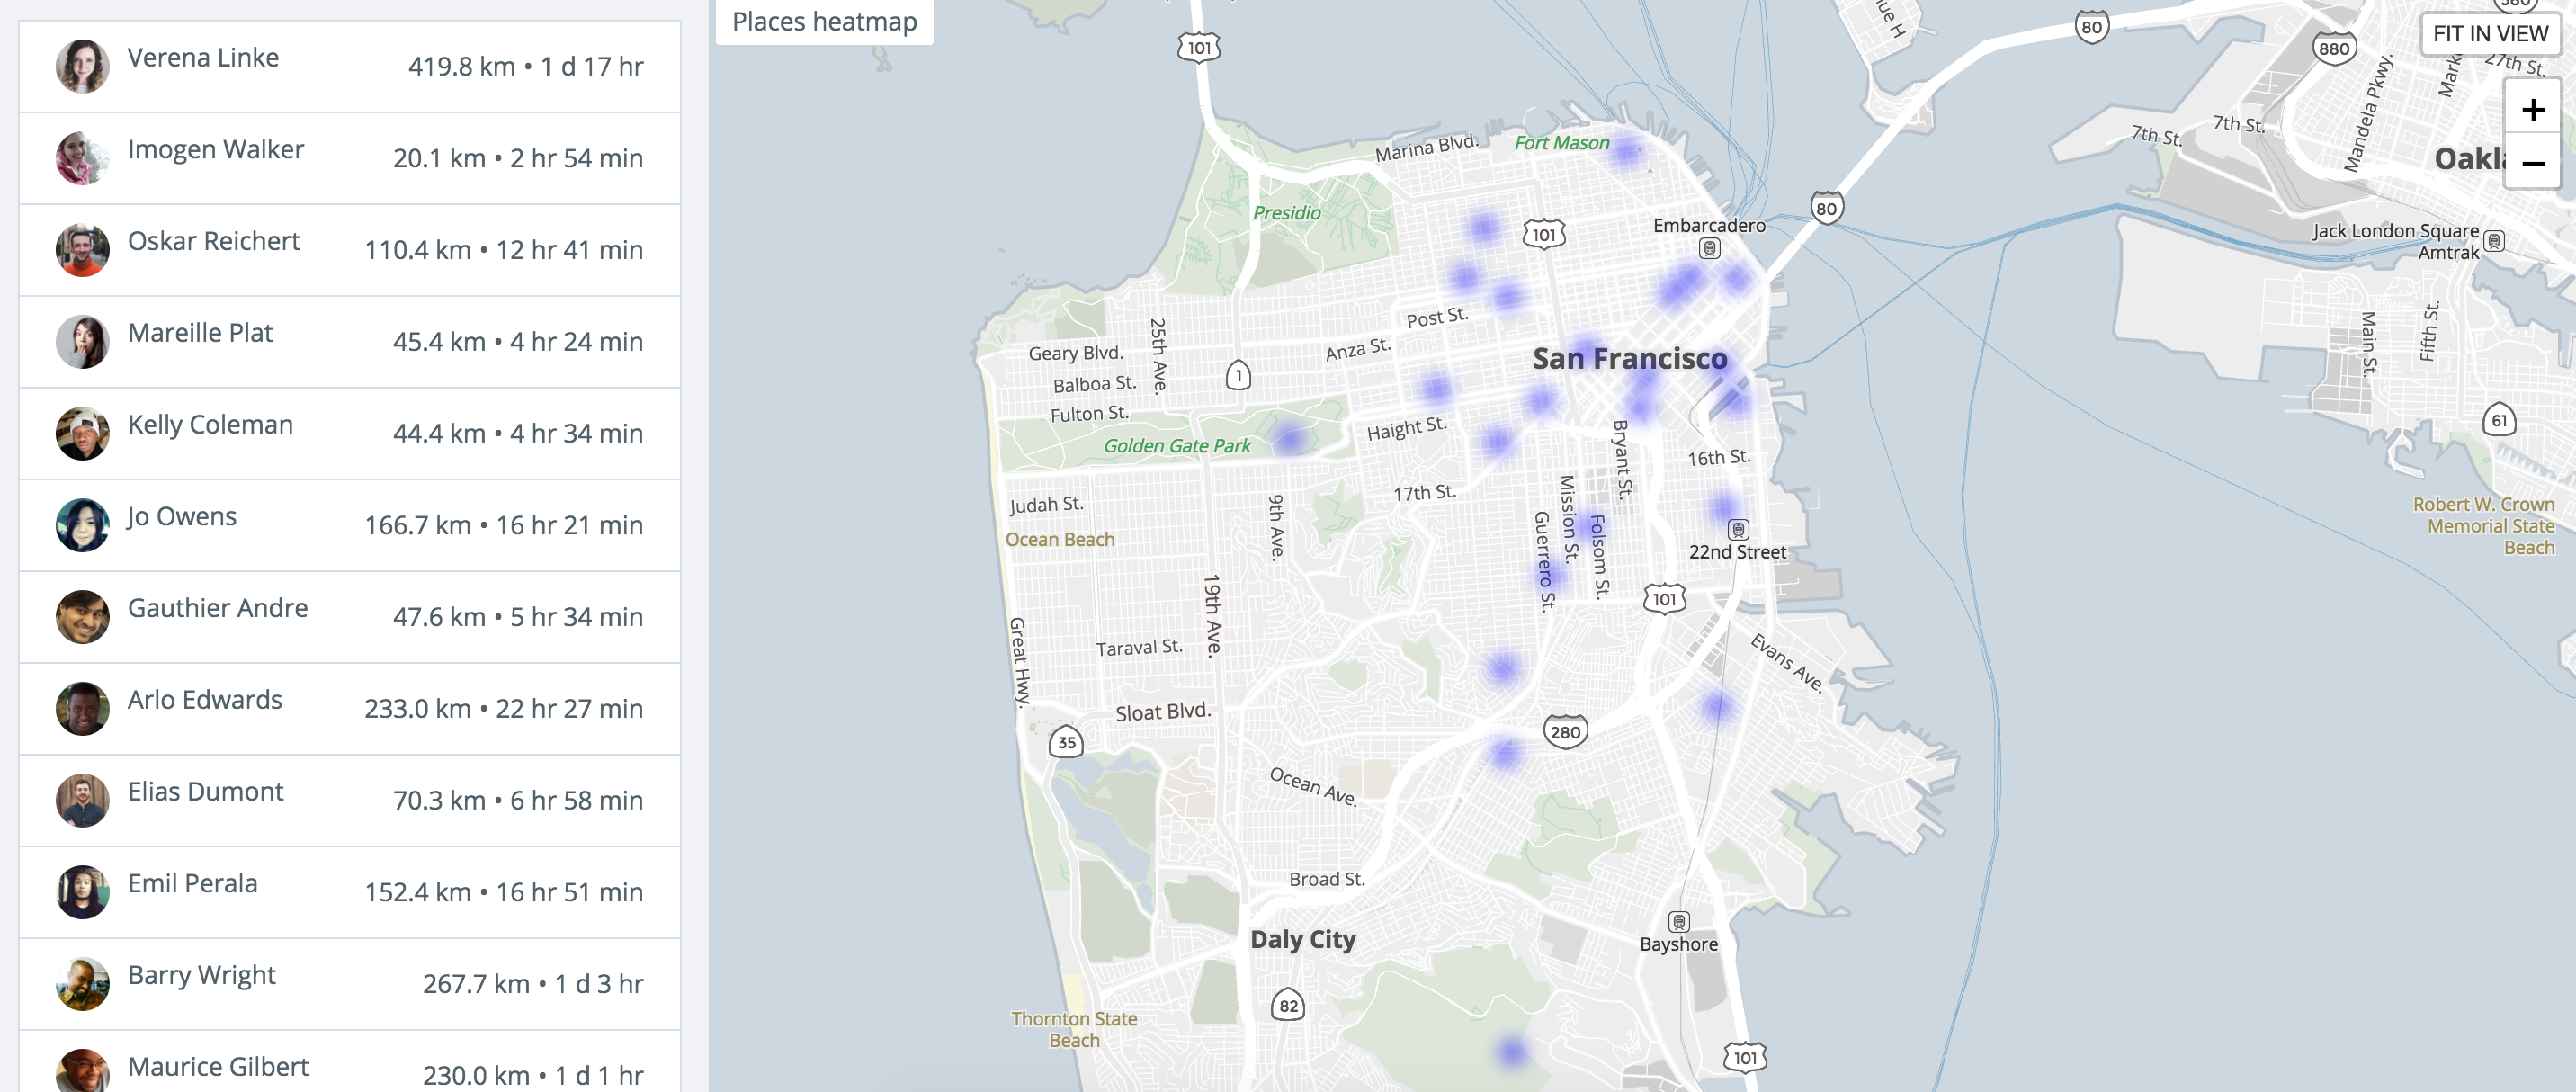 Verena Linke
419.8 km • 1 d 17 hr
Imogen Walker
20.1 km • 2 hr 54 min
Oskar Reichert
110.4 km • 12 hr 41 min
Mareille Plat
45.4 km • 4 hr 24 min
Kelly Coleman
44.4 km • 4 hr 34 min
Jo Owens
166.7 km • 16 hr 21 min
Gauthier Andre
47.6 km • 5 hr 34 min
Arlo Edwards
233.0 km • 22 hr 27 min
Elias Dumont
70.3 km • 6 hr 58 min
Emil Perala
152.4 km • 16 hr 51 min
Barry Wright
267.7 km • 1 d 3 hr
Maurice Gilbert
230.0 km • 1 d 1 hr
Places heatmap
FIT IN VIEW
+
−
101
80
880
27th St.
Mandela Pkwy.
7th St.
7th St.
Marina Blvd.
Fort Mason
Presidio
101
Embarcadero
80
Jack London Square
Amtrak
Post St.
Anza St.
25th Ave.
Geary Blvd.
Balboa St.
Fulton St.
1
San Francisco
Main St.
Fifth St.
61
Golden Gate Park
Haight St.
Bryant St.
16th St.
17th St.
Judah St.
Ocean Beach
9th Ave.
Mission St.
Guerrero St.
Folsom St.
22nd Street
Robert W. Crown
Memorial State
Beach
101
19th Ave.
Great Hwy.
Taraval St.
Evans Ave.
Sloat Blvd.
35
280
Ocean Ave.
Broad St.
Daly City
Bayshore
82
Thornton State
Beach
101